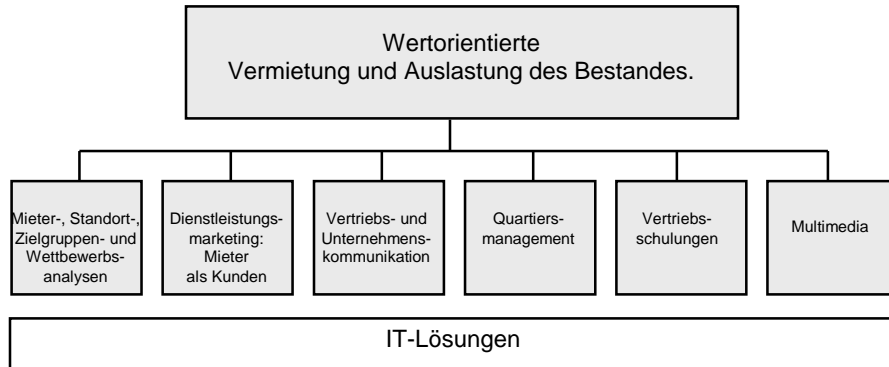 Wertorientierte
Vermietung und Auslastung des Bestandes.
Mieter-, Standort-,
Zielgruppen- und
Wettbewerbs-
analysen
Dienstleistungs-
marketing:
Mieter
als Kunden
Vertriebs- und
Unternehmens-
kommunikation
Quartiers-
management
Vertriebs-
schulungen
Multimedia
IT-Lösungen